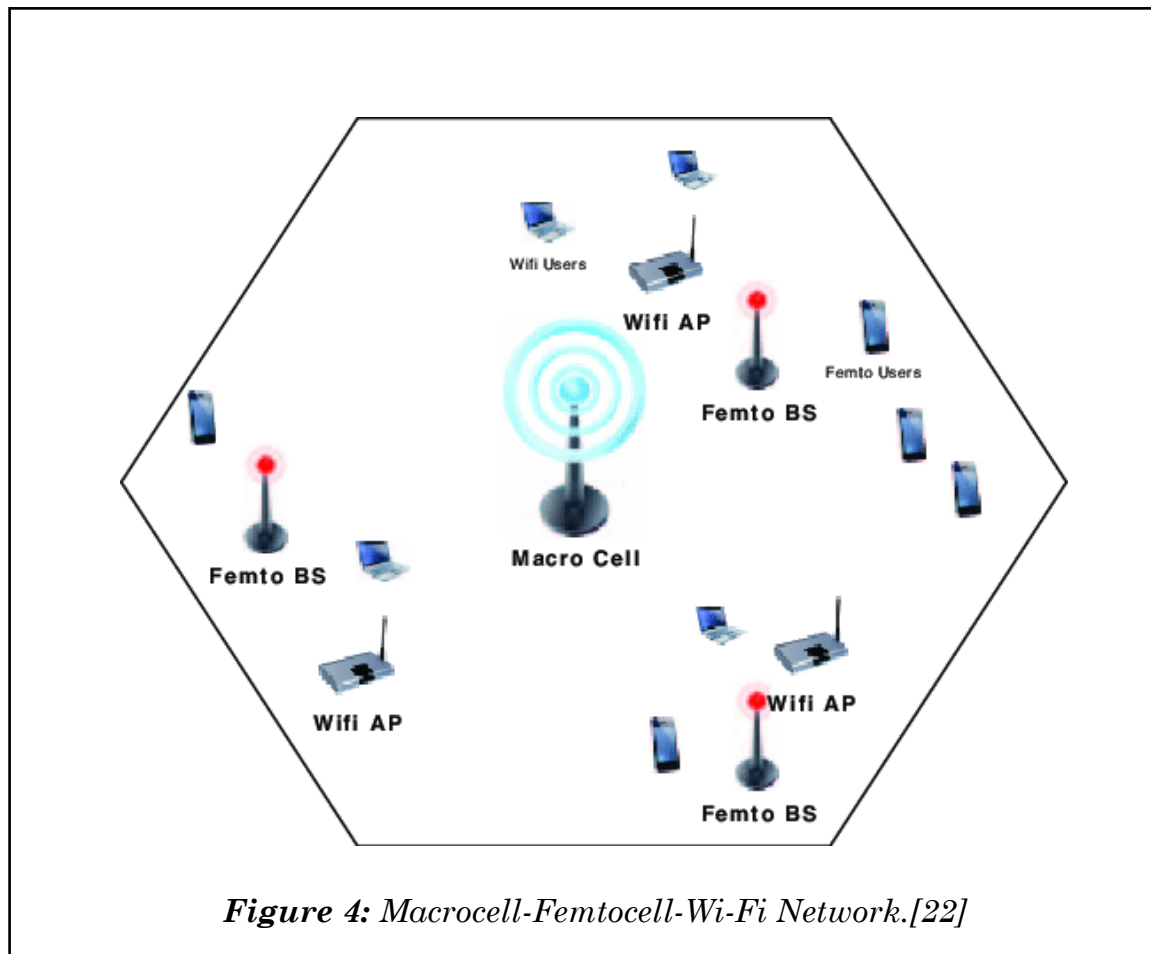 Wifi Users
Wifi AP
Femto Users
Femto BS
Macro Cell
Femto BS
Wifi AP
Wifi AP
Femto BS
Figure 4: Macrocell-Femtocell-Wi-Fi Network.[22]